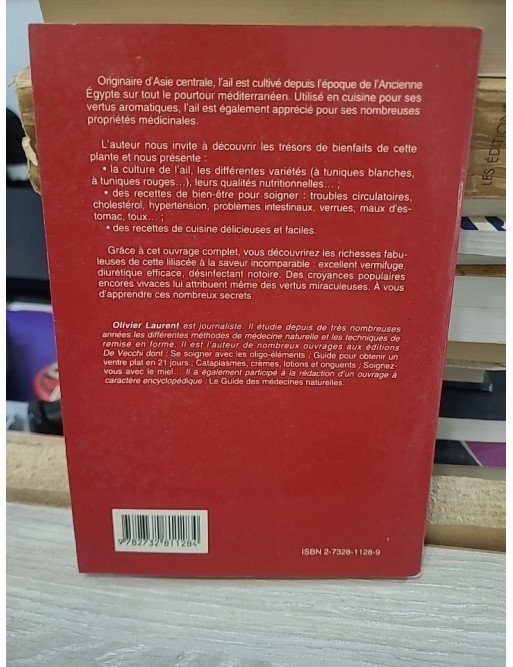 Originaire d'Asie centrale, l'ail est cultivé depuis l'époque de l'Ancienne
Égypte sur tout le pourtour méditerranéen. Utilisé en cuisine pour ses
vertus aromatiques, l'ail est également apprécié pour ses nombreuses
propriétés médicinales.
L'auteur nous invite à découvrir les trésors de bienfaits de cette
plante et nous présente :
• la culture de l'ail, les différentes variétés (à tuniques blanches,
à tuniques rouges...), leurs qualités nutritionnelles... ;
• des recettes de bien-être pour soigner : troubles circulatoires,
cholestérol, hypertension, problèmes intestinaux, verrues, maux d'es-
tomac, toux... ;
• des recettes de cuisine délicieuses et faciles.
Grâce à cet ouvrage complet, vous découvrirez les richesses fabu-
leuses de cette liliacée à la saveur incomparable : excellent vermifuge,
diurétique efficace, désinfectant notoire. Des croyances populaires
encores vivaces lui attribuent même des vertus miraculeuses. À vous
d'apprendre ces nombreux secrets.
Olivier Laurent est journaliste. Il étudie depuis de très nombreuses
années les différentes méthodes de médecine naturelle et les techniques de
remise en forme. Il est l'auteur de nombreux ouvrages aux éditions
De Vecchi dont : Se soigner avec les oligo-éléments ; Guide pour obtenir un
ventre plat en 21 jours ; Cataplasmes, crèmes, lotions et onguents ; Soignez-
vous avec le miel... Il a également participé à la rédaction d'un ouvrage à
caractère encyclopédique : Le Guide des médecines naturelles.
9782732811284
ISBN 2-7328-1128-9
LES ÉDITION